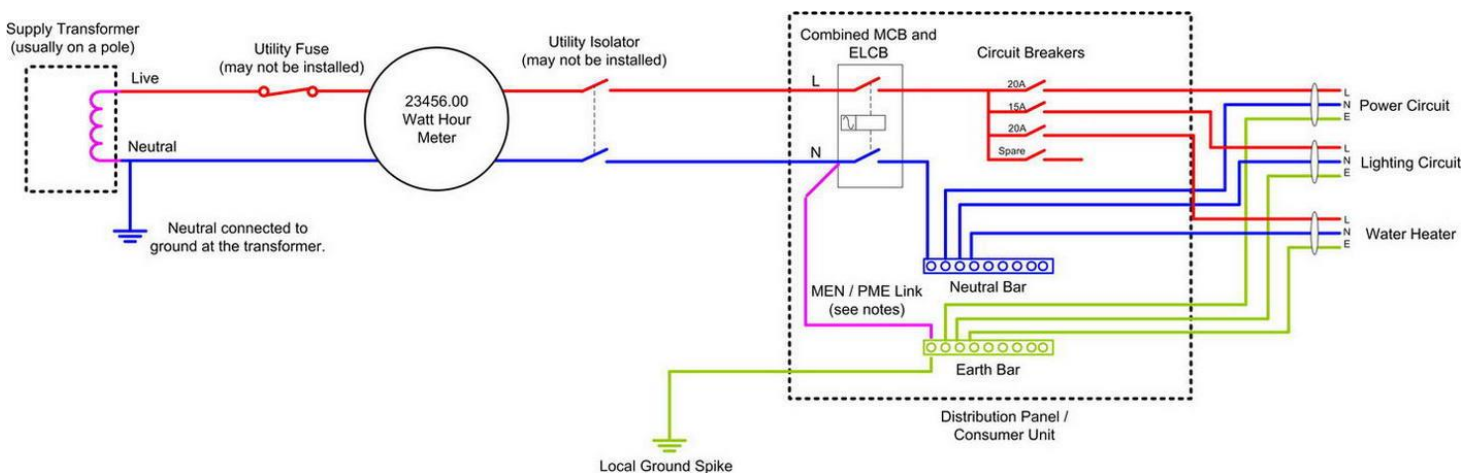 Supply Transformer
(usually on a pole)
Live
Neutral
Neutral connected to
ground at the transformer.
Utility Fuse
(may not be installed)
23456.00
Watt Hour
Meter
Utility Isolator
(may not be installed)
Combined MCB and
ELCB
L
N
Circuit Breakers
20A
15A
20A
Spare
MEN / PME Link
(see notes)
Neutral Bar
Earth Bar
Distribution Panel /
Consumer Unit
Local Ground Spike
L
N
E
Power Circuit
L
N
E
Lighting Circuit
L
N
E
Water Heater